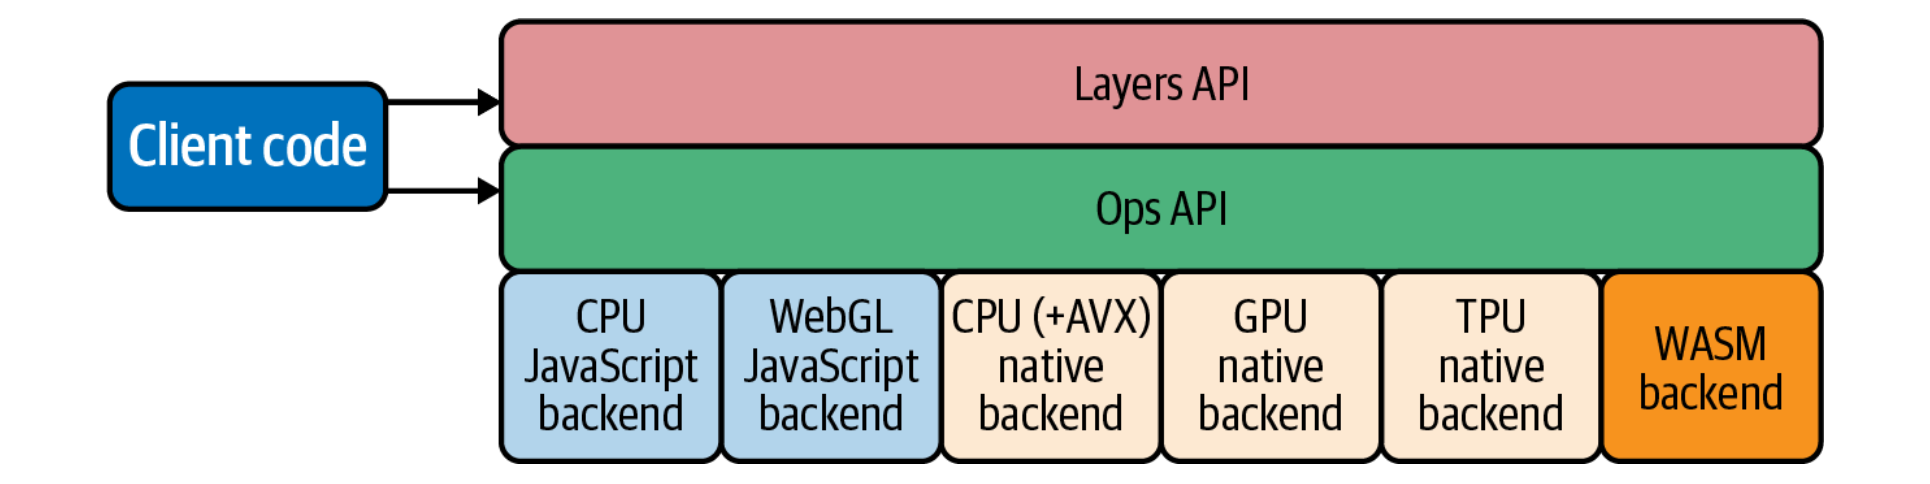 Client code
Layers API
Ops API
CPU
JavaScript
backend
WebGL
JavaScript
backend
CPU (+AVX)
native
backend
GPU
native
backend
TPU
native
backend
WASM
backend